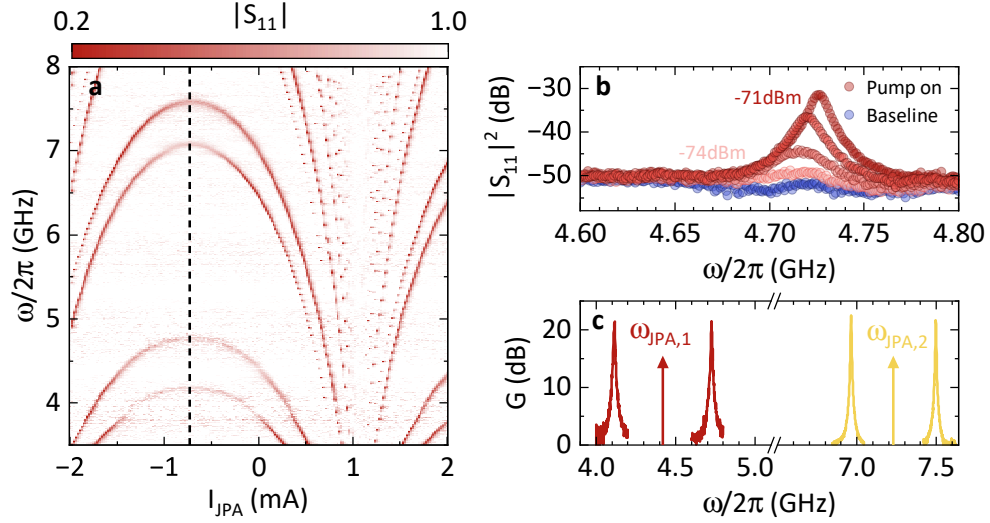 |S₁₁|
0.2
1.0
a
8
7
6
5
4
ω/2π (GHz)
−2
−1
0
1
2
I_JPA (mA)
b
−30
−40
−50
|S₁₁|² (dB)
-71dBm
-74dBm
Pump on
Baseline
4.60
4.65
4.70
4.75
4.80
ω/2π (GHz)
c
20
10
0
G (dB)
ω_JPA,1
ω_JPA,2
4.0
4.5
5.0
7.0
7.5
ω/2π (GHz)